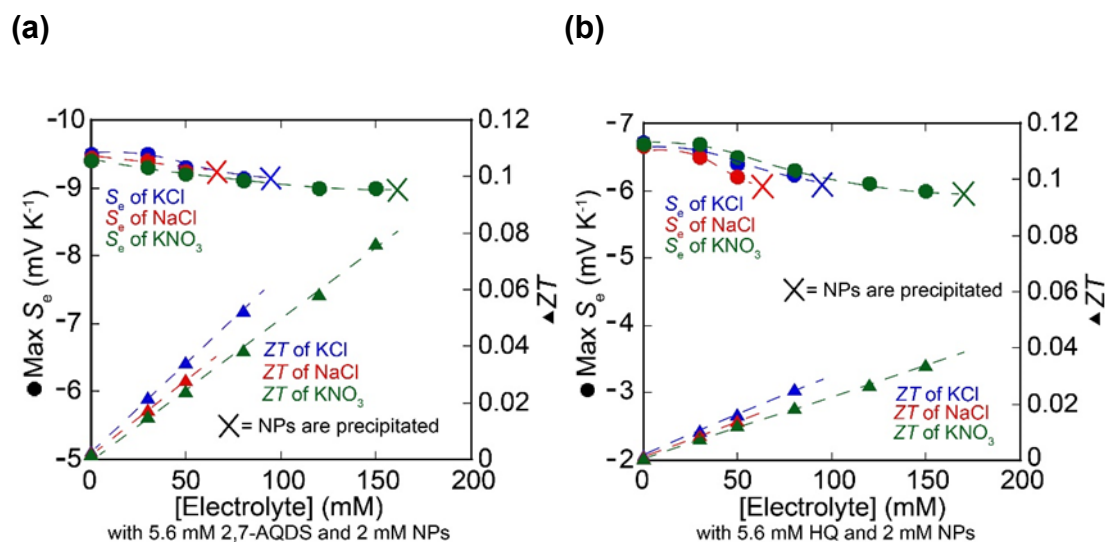 (a)
(b)
-10
-9
-8
-7
-6
-5
● Max Sₑ (mV K⁻¹)
Sₑ of KCl
Sₑ of NaCl
Sₑ of KNO₃
ZT of KCl
ZT of NaCl
ZT of KNO₃
X = NPs are precipitated
0.12
0.1
0.08
0.06
0.04
0.02
0
▲ZT
0 50 100 150 200
[Electrolyte] (mM)
with 5.6 mM 2,7-AQDS and 2 mM NPs
-7
-6
-5
-4
-3
-2
● Max Sₑ (mV K⁻¹)
Sₑ of KCl
Sₑ of NaCl
Sₑ of KNO₃
X = NPs are precipitated
ZT of KCl
ZT of NaCl
ZT of KNO₃
0.12
0.1
0.08
0.06
0.04
0.02
0
▲ZT
0 50 100 150 200
[Electrolyte] (mM)
with 5.6 mM HQ and 2 mM NPs